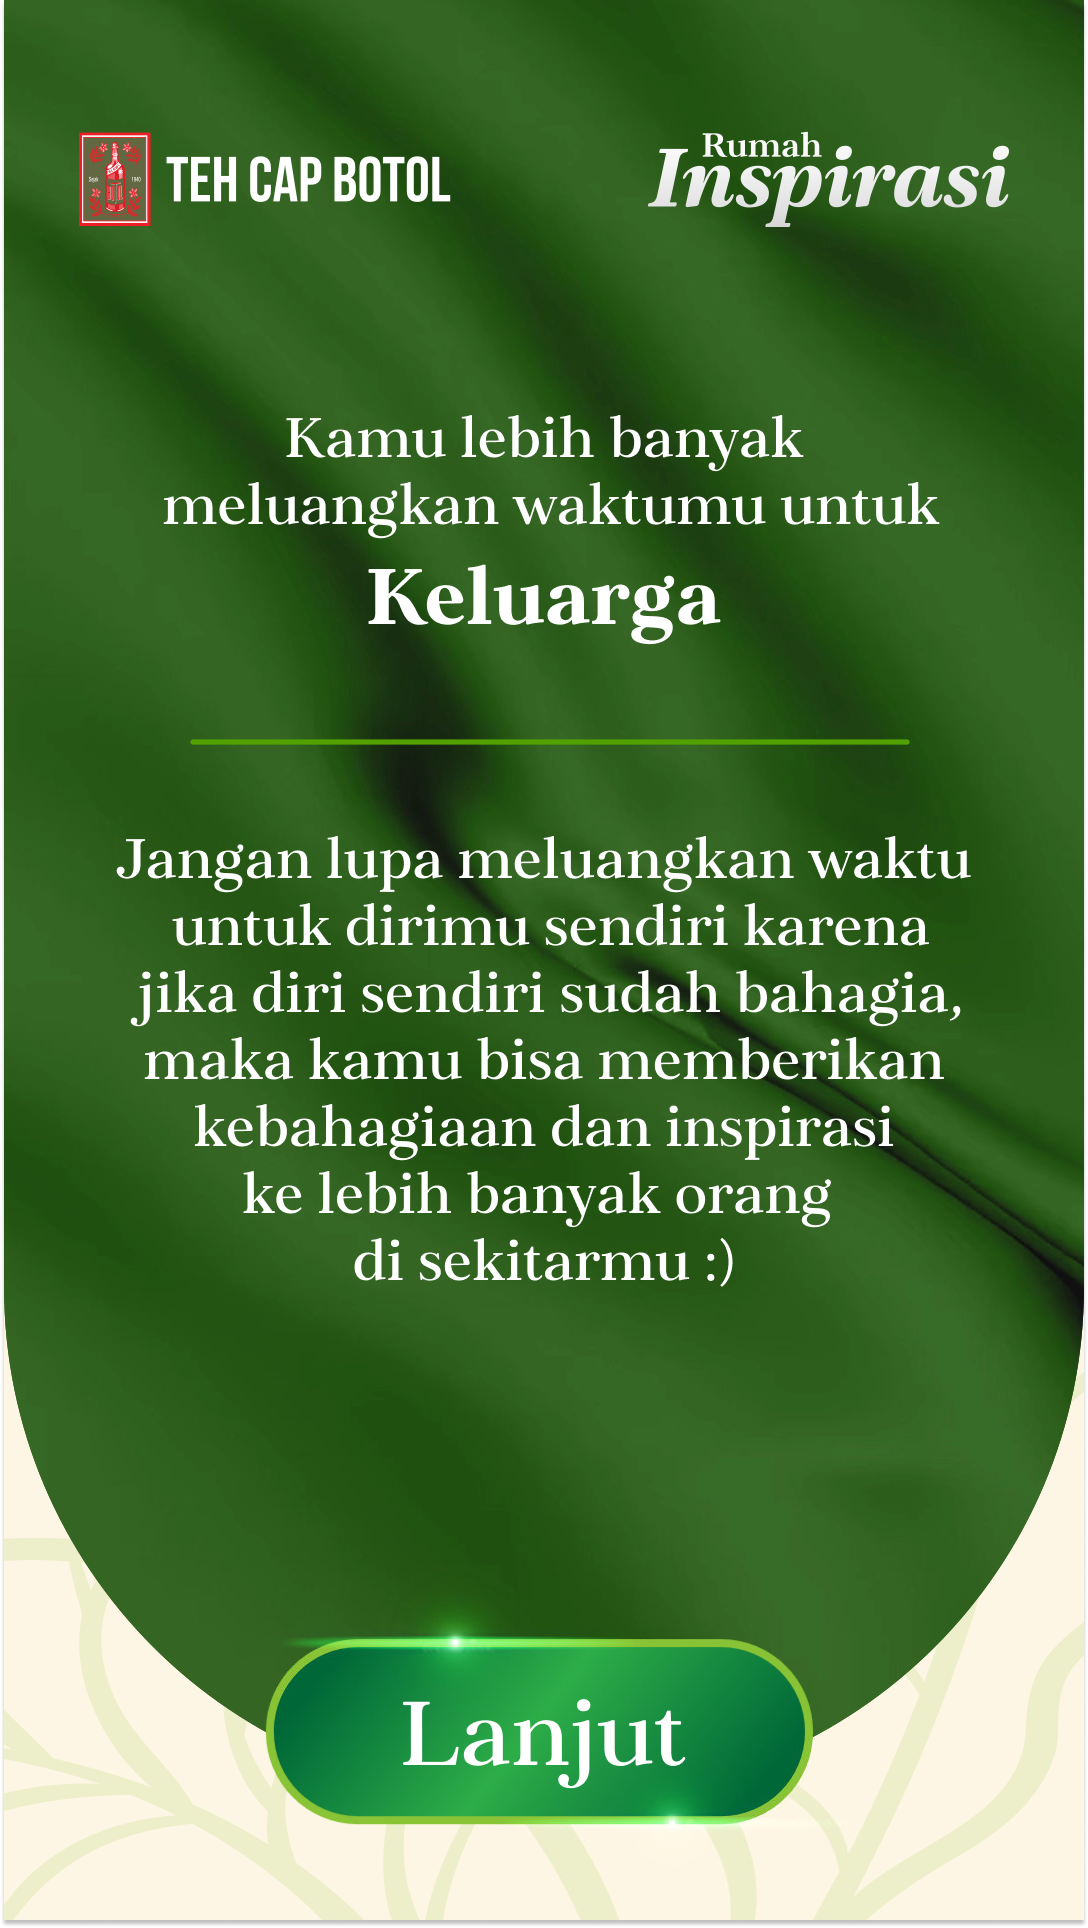 Sejak 1940
TEH CAP BOTOL
Rumah
Inspirasi
Kamu lebih banyak
meluangkan waktumu untuk
Keluarga
Jangan lupa meluangkan waktu
untuk dirimu sendiri karena
jika diri sendiri sudah bahagia,
maka kamu bisa memberikan
kebahagiaan dan inspirasi
ke lebih banyak orang
di sekitarmu :)
Lanjut